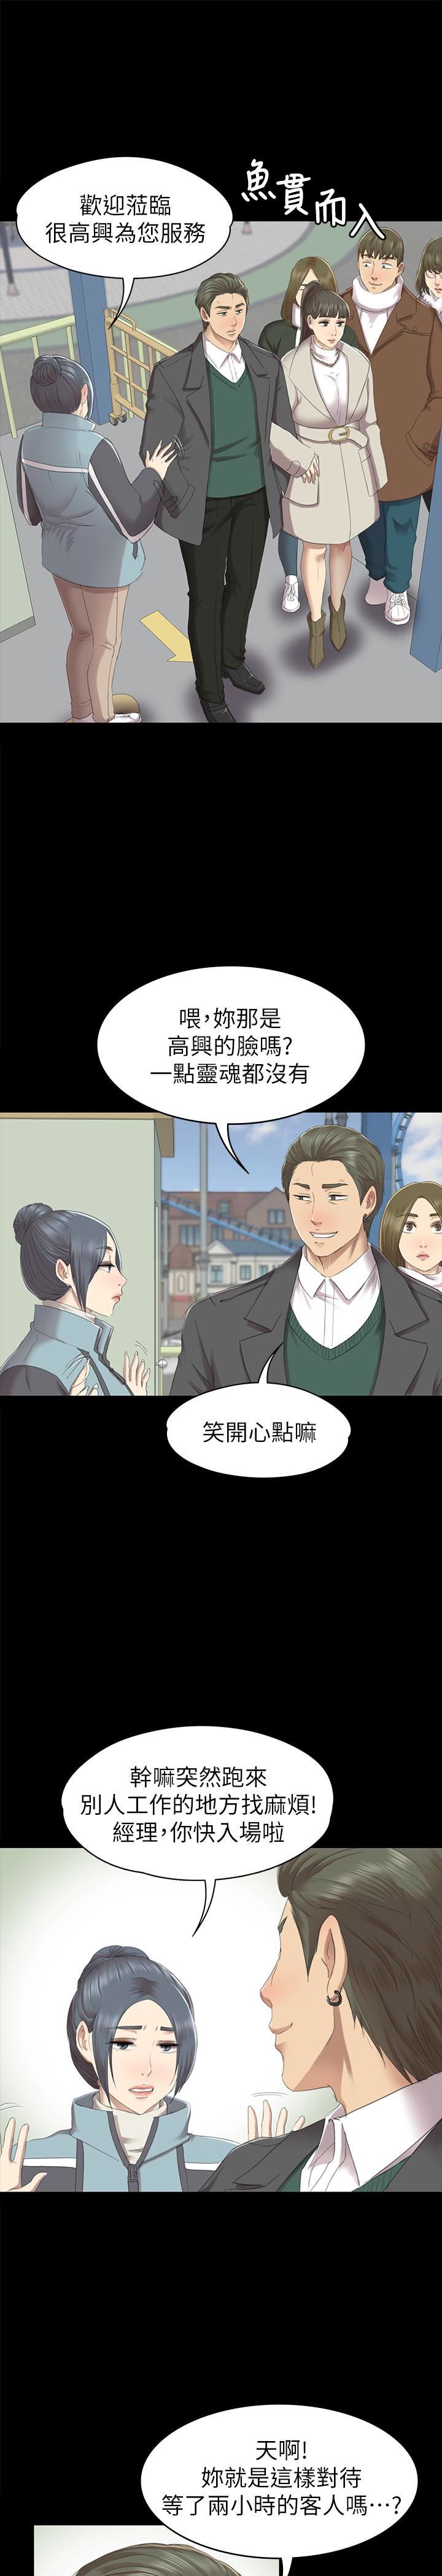 歡迎蒞臨
很高興為您服務
魚貫而入
喂，妳那是
高興的臉嗎?
一點靈魂都沒有
笑開心點嘛
幹嘛突然跑來
別人工作的地方找麻煩!
經理，你快入場啦
天啊!
妳就是這樣對待
等了兩小時的客人嗎…?